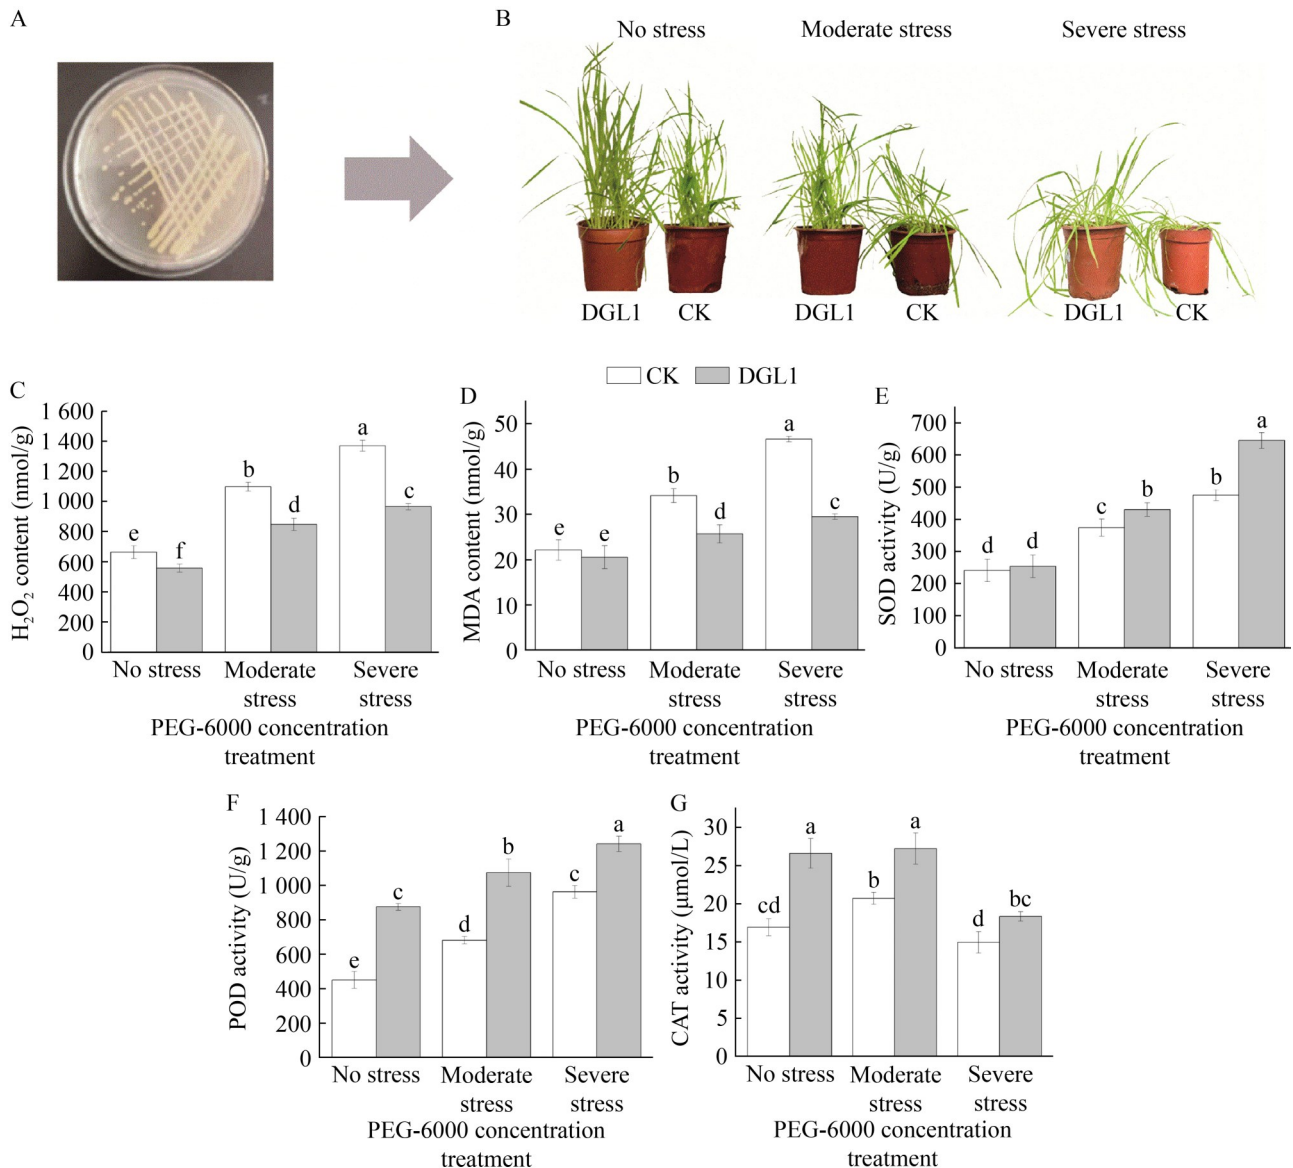 A
B
No stress
Moderate stress
Severe stress
DGL1
CK
DGL1
CK
DGL1
CK
CK
DGL1
C
H₂O₂ content (nmol/g)
1 600
1 400
1 200
1 000
800
600
400
200
0
e
f
b
d
a
c
No stress
Moderate
stress
Severe
stress
PEG-6000 concentration
treatment
D
MDA content (nmol/g)
50
40
30
20
10
0
e
e
b
d
a
c
No stress
Moderate
stress
Severe
stress
PEG-6000 concentration
treatment
E
SOD activity (U/g)
700
600
500
400
300
200
100
0
d
d
c
b
b
a
No stress
Moderate
stress
Severe
stress
PEG-6000 concentration
treatment
F
POD activity (U/g)
1 400
1 200
1 000
800
600
400
200
0
e
c
d
b
c
a
No stress
Moderate
stress
Severe
stress
PEG-6000 concentration
treatment
G
CAT activity (μmol/L)
30
25
20
15
10
5
0
cd
a
b
a
d
bc
No stress
Moderate
stress
Severe
stress
PEG-6000 concentration
treatment